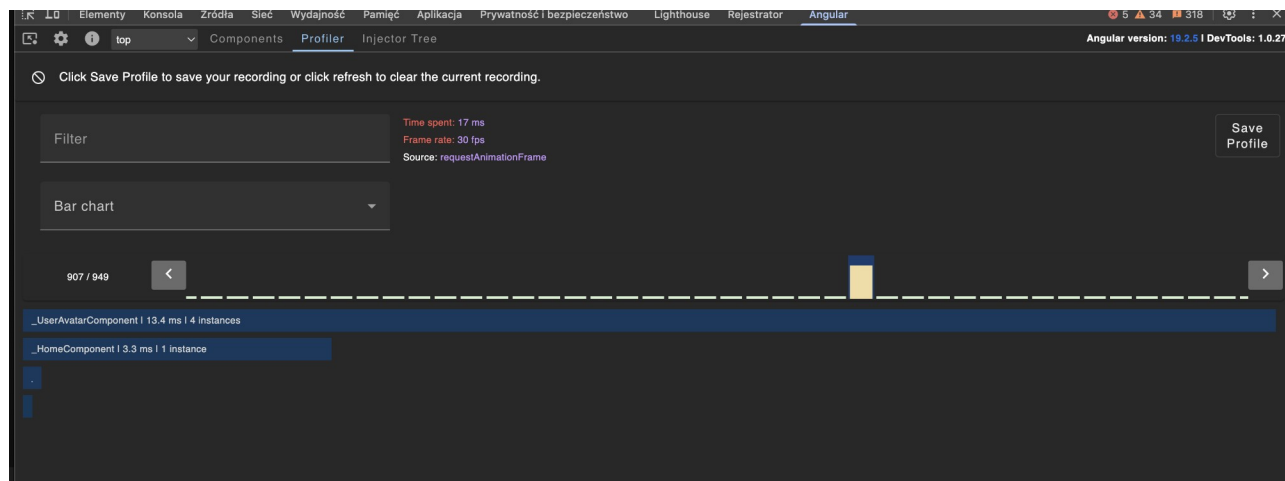 Elementy Konsola Źródła Sieć Wydajność Pamięć Aplikacja Prywatność i bezpieczeństwo Lighthouse Rejestrator Angular 5 34 318
top Components Profiler Injector Tree Angular version: 19.2.5 | DevTools: 1.0.27
Click Save Profile to save your recording or click refresh to clear the current recording.
Filter
Time spent: 17 ms
Frame rate: 30 fps
Source: requestAnimationFrame
Save
Profile
Bar chart
907 / 949
_UserAvatarComponent | 13.4 ms | 4 instances
_HomeComponent | 3.3 ms | 1 instance
.